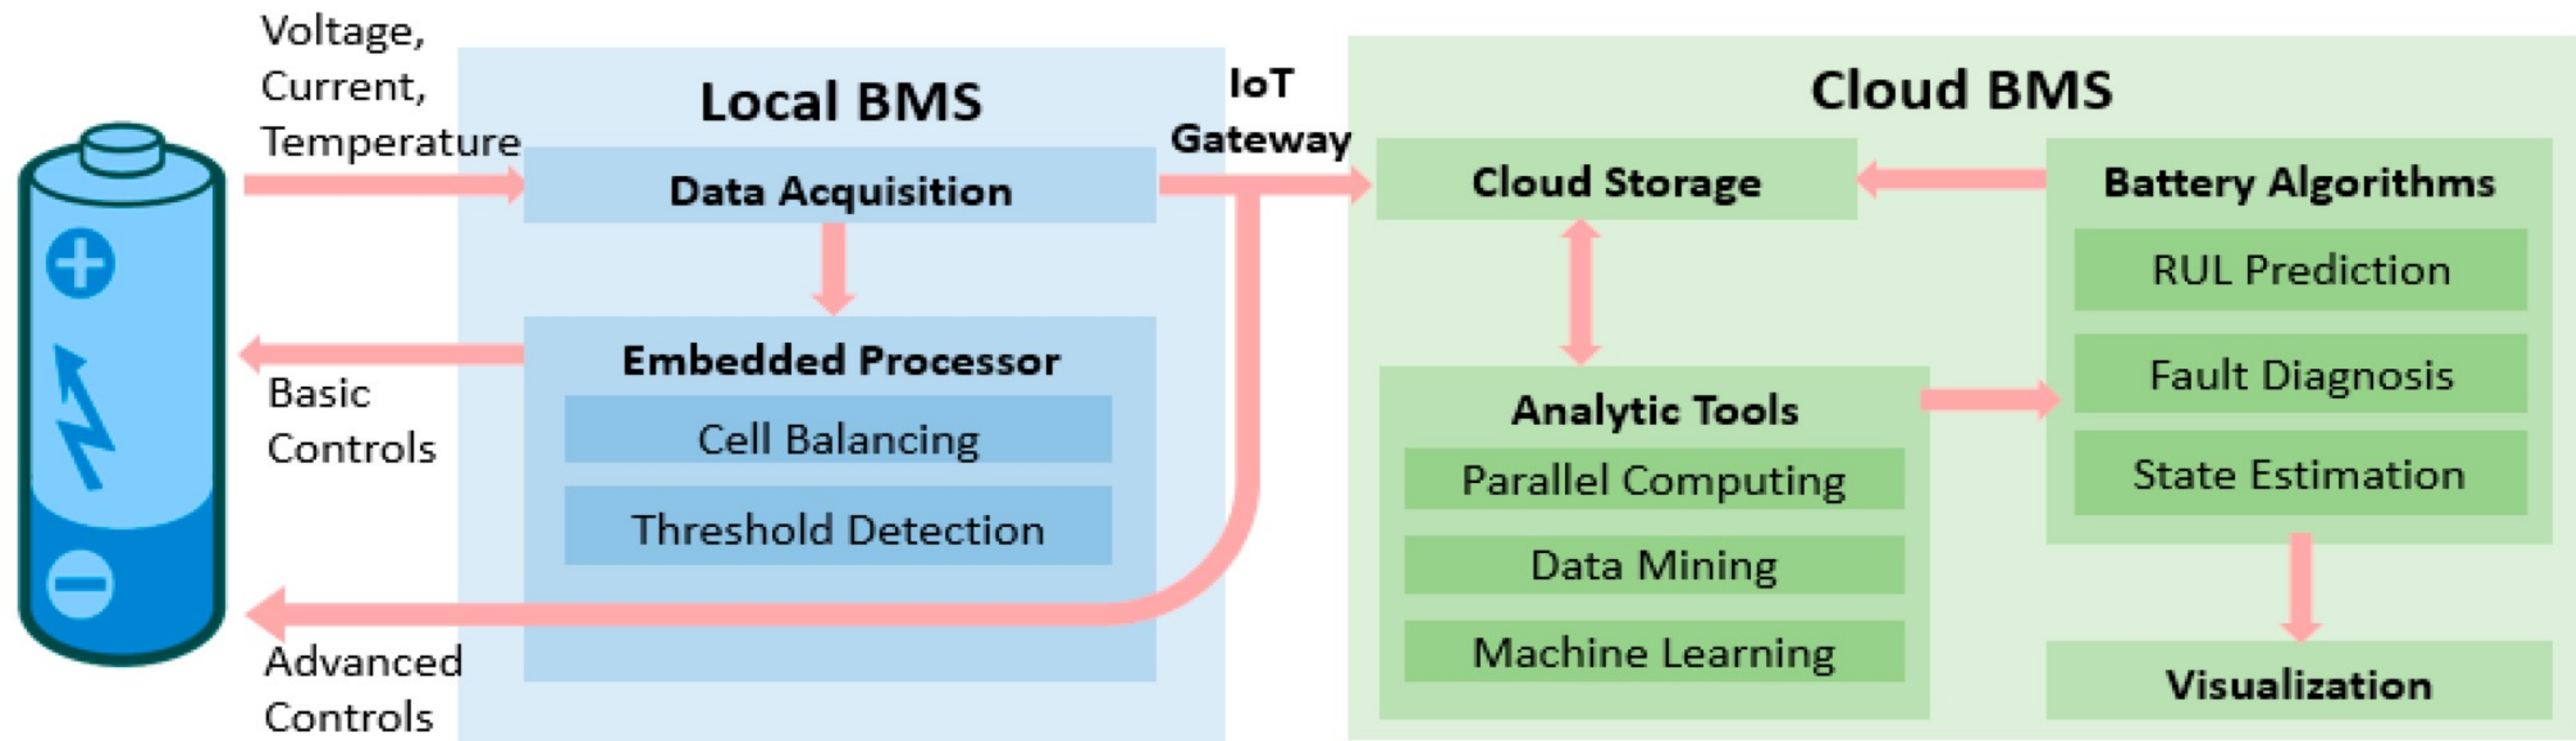 Voltage,
Current,
Temperature
Local BMS
Data Acquisition
Embedded Processor
Cell Balancing
Threshold Detection
Basic
Controls
Advanced
Controls
IoT
Gateway
Cloud BMS
Cloud Storage
Analytic Tools
Parallel Computing
Data Mining
Machine Learning
Battery Algorithms
RUL Prediction
Fault Diagnosis
State Estimation
Visualization